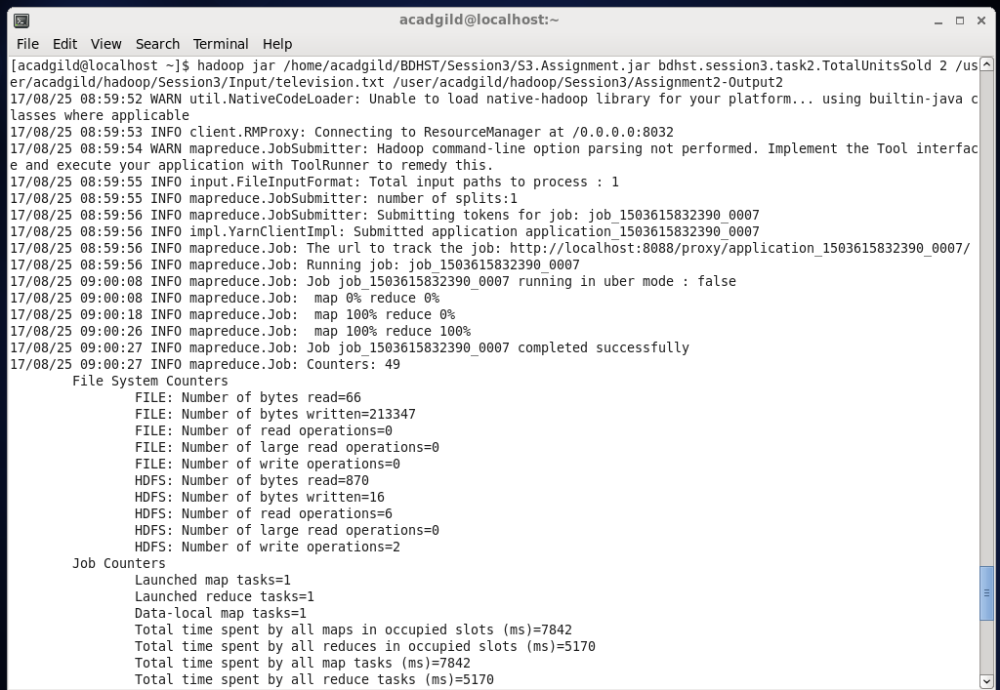 acadgild@localhost:~
File Edit View Search Terminal Help
[acadgild@localhost ~]$ hadoop jar /home/acadgild/BDHST/Session3/S3.Assignment.jar bdhst.session3.task2.TotalUnitsSold 2 /us
er/acadgild/hadoop/Session3/Input/television.txt /user/acadgild/hadoop/Session3/Assignment2-Output2
17/08/25 08:59:52 WARN util.NativeCodeLoader: Unable to load native-hadoop library for your platform... using builtin-java c
lasses where applicable
17/08/25 08:59:53 INFO client.RMProxy: Connecting to ResourceManager at /0.0.0.0:8032
17/08/25 08:59:54 WARN mapreduce.JobSubmitter: Hadoop command-line option parsing not performed. Implement the Tool interfac
e and execute your application with ToolRunner to remedy this.
17/08/25 08:59:55 INFO input.FileInputFormat: Total input paths to process : 1
17/08/25 08:59:55 INFO mapreduce.JobSubmitter: number of splits:1
17/08/25 08:59:56 INFO mapreduce.JobSubmitter: Submitting tokens for job: job_1503615832390_0007
17/08/25 08:59:56 INFO impl.YarnClientImpl: Submitted application application_1503615832390_0007
17/08/25 08:59:56 INFO mapreduce.Job: The url to track the job: http://localhost:8088/proxy/application_1503615832390_0007/
17/08/25 08:59:56 INFO mapreduce.Job: Running job: job_1503615832390_0007
17/08/25 09:00:08 INFO mapreduce.Job: Job job_1503615832390_0007 running in uber mode : false
17/08/25 09:00:08 INFO mapreduce.Job:  map 0% reduce 0%
17/08/25 09:00:18 INFO mapreduce.Job:  map 100% reduce 0%
17/08/25 09:00:26 INFO mapreduce.Job:  map 100% reduce 100%
17/08/25 09:00:27 INFO mapreduce.Job: Job job_1503615832390_0007 completed successfully
17/08/25 09:00:27 INFO mapreduce.Job: Counters: 49
File System Counters
FILE: Number of bytes read=66
FILE: Number of bytes written=213347
FILE: Number of read operations=0
FILE: Number of large read operations=0
FILE: Number of write operations=0
HDFS: Number of bytes read=870
HDFS: Number of bytes written=16
HDFS: Number of read operations=6
HDFS: Number of large read operations=0
HDFS: Number of write operations=2
Job Counters
Launched map tasks=1
Launched reduce tasks=1
Data-local map tasks=1
Total time spent by all maps in occupied slots (ms)=7842
Total time spent by all reduces in occupied slots (ms)=5170
Total time spent by all map tasks (ms)=7842
Total time spent by all reduce tasks (ms)=5170